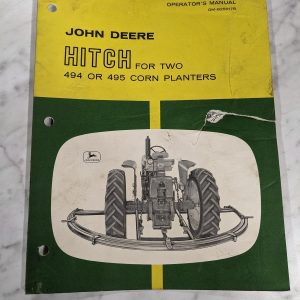 OPERATOR'S MANUAL
JOHN DEERE
HITCH FOR TWO
494 OR 495 CORN PLANTERS